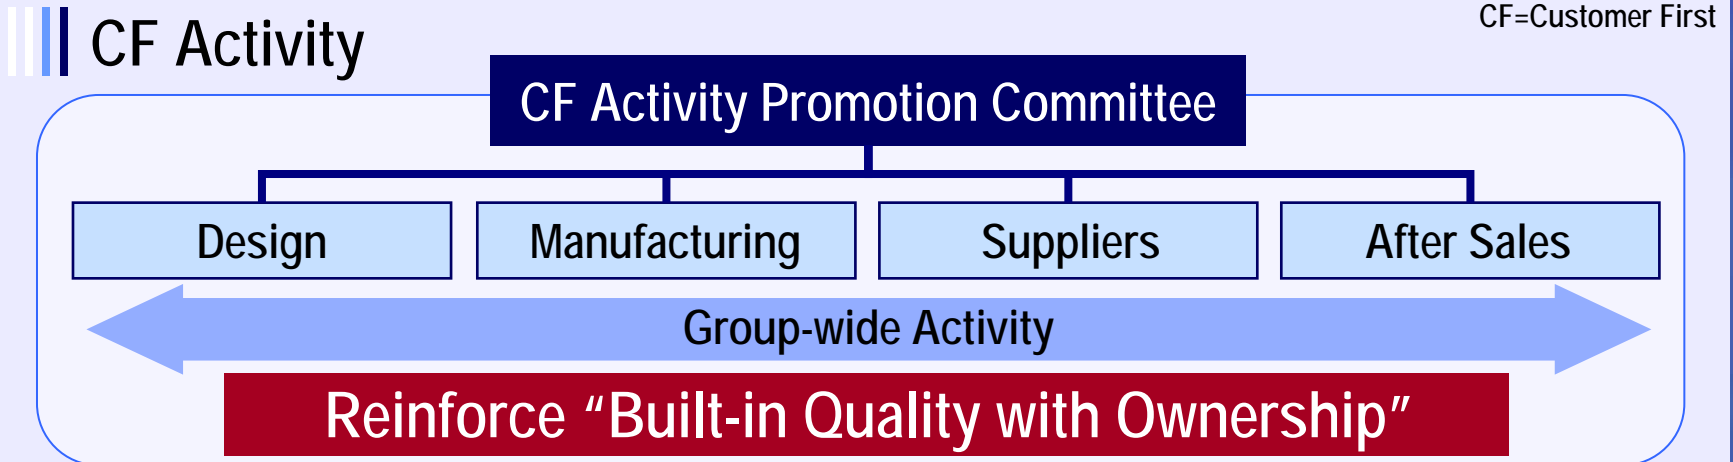 CF=Customer First
CF Activity
CF Activity Promotion Committee
Design
Manufacturing
Suppliers
After Sales
Group-wide Activity
Reinforce “Built-in Quality with Ownership”